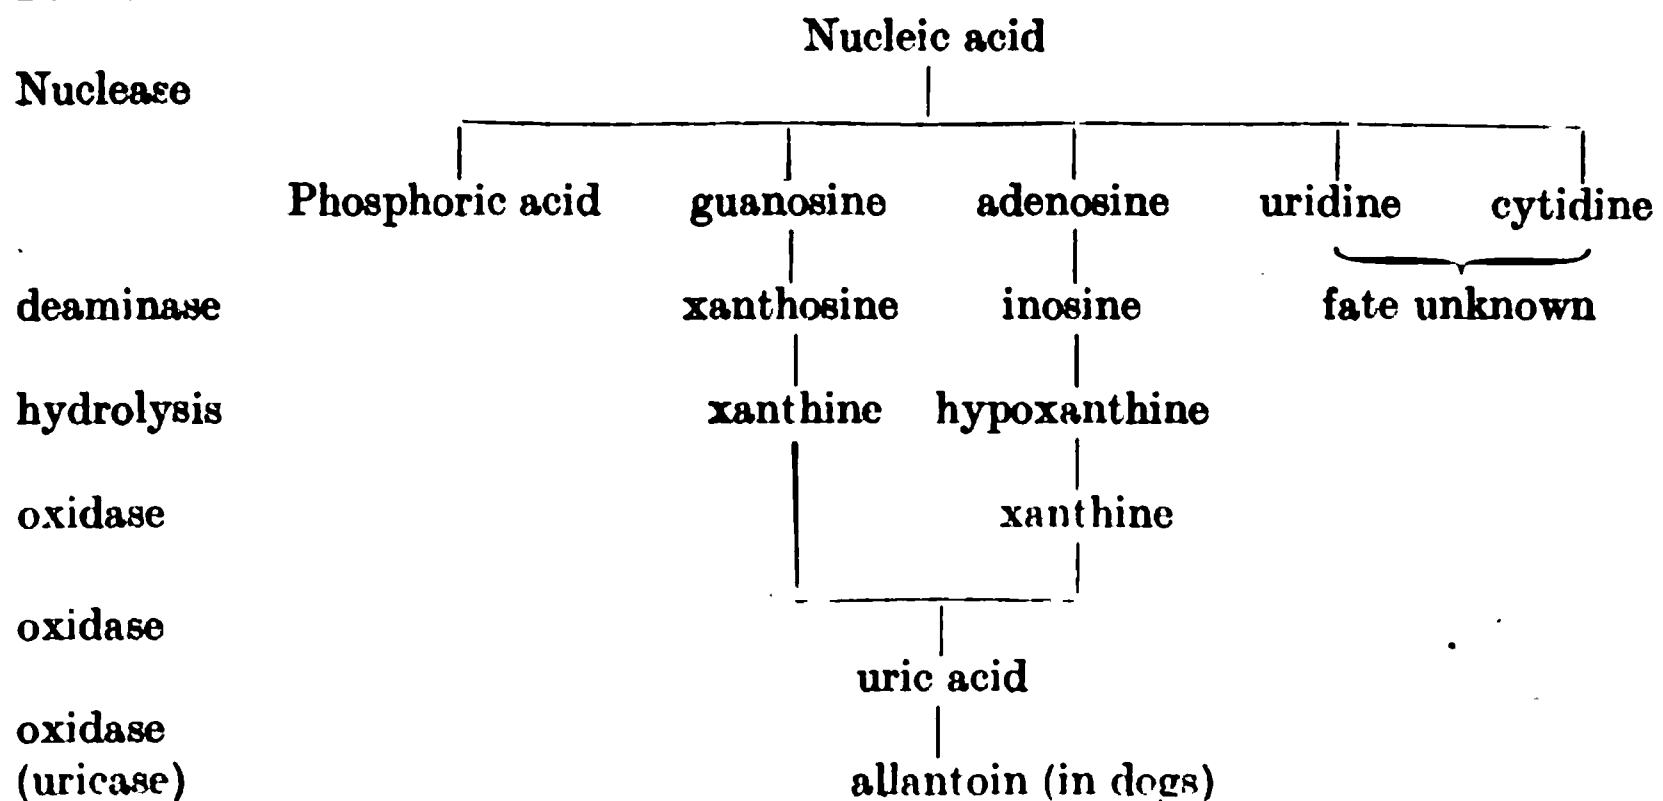 Nucleic acid
Nuclease
Phosphoric acid guanosine adenosine uridine cytidine
deaminase xanthosine inosine fate unknown
hydrolysis xanthine hypoxanthine
oxidase xanthine
oxidase
uric acid
oxidase
(uricase) allantoin (in dogs)